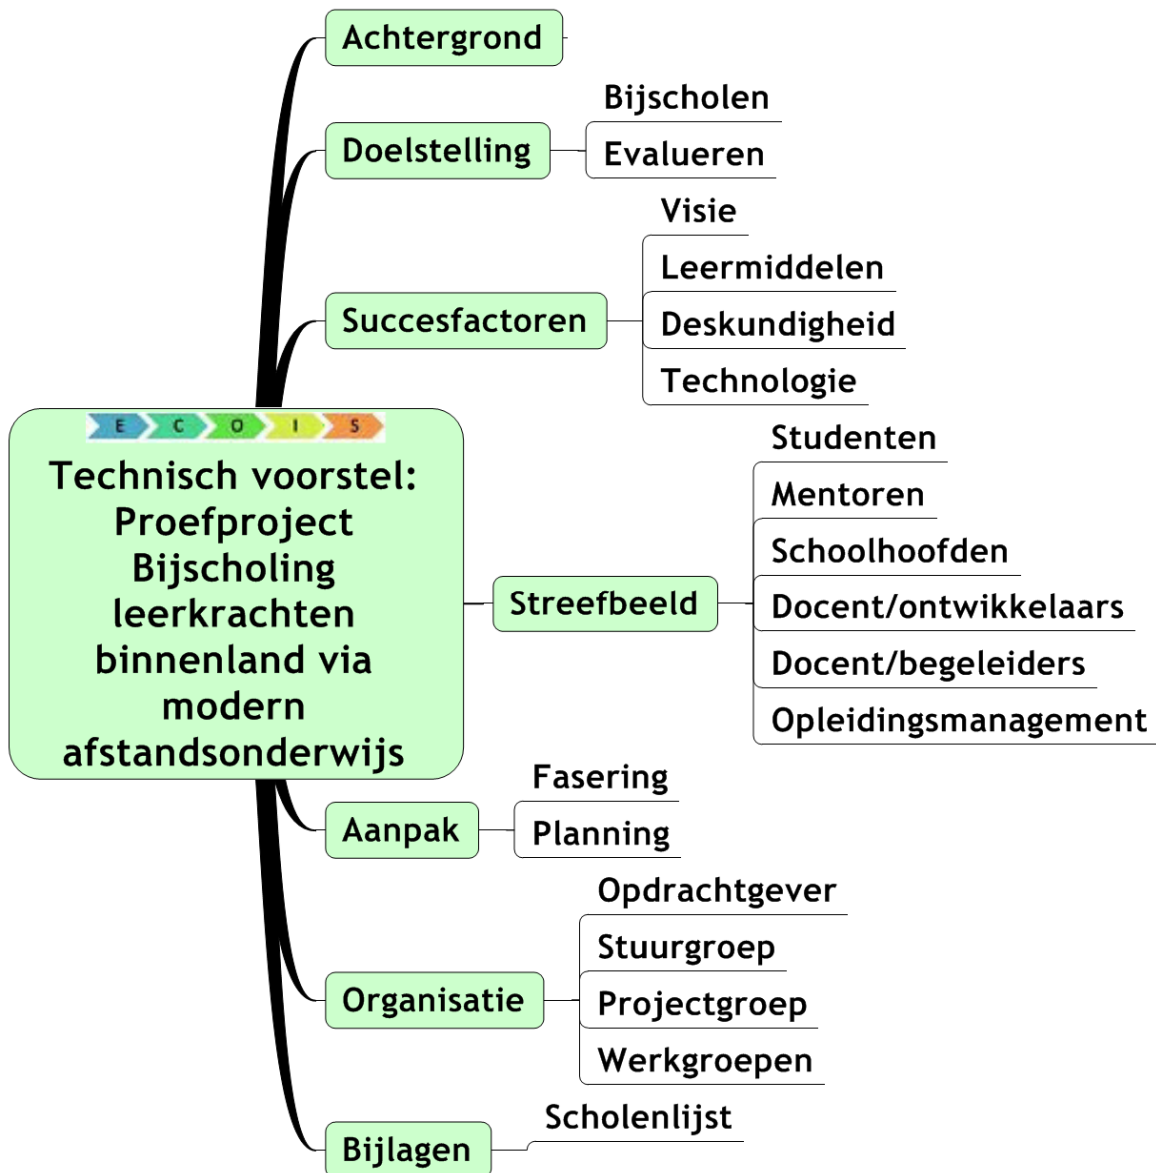 Achtergrond
Bijscholen
Doelstelling
Evalueren
Visie
Leermiddelen
Succesfactoren
Deskundigheid
Technologie
E C O I S
Technisch voorstel:
Proefproject
Bijscholing
leerkrachten
binnenland via
modern
afstandsonderwijs
Studenten
Mentoren
Schoolhoofden
Streefbeeld
Docent/ontwikkelaars
Docent/begeleiders
Opleidingsmanagement
Fasering
Aanpak
Planning
Opdrachtgever
Stuurgroep
Organisatie
Projectgroep
Werkgroepen
Scholenlijst
Bijlagen